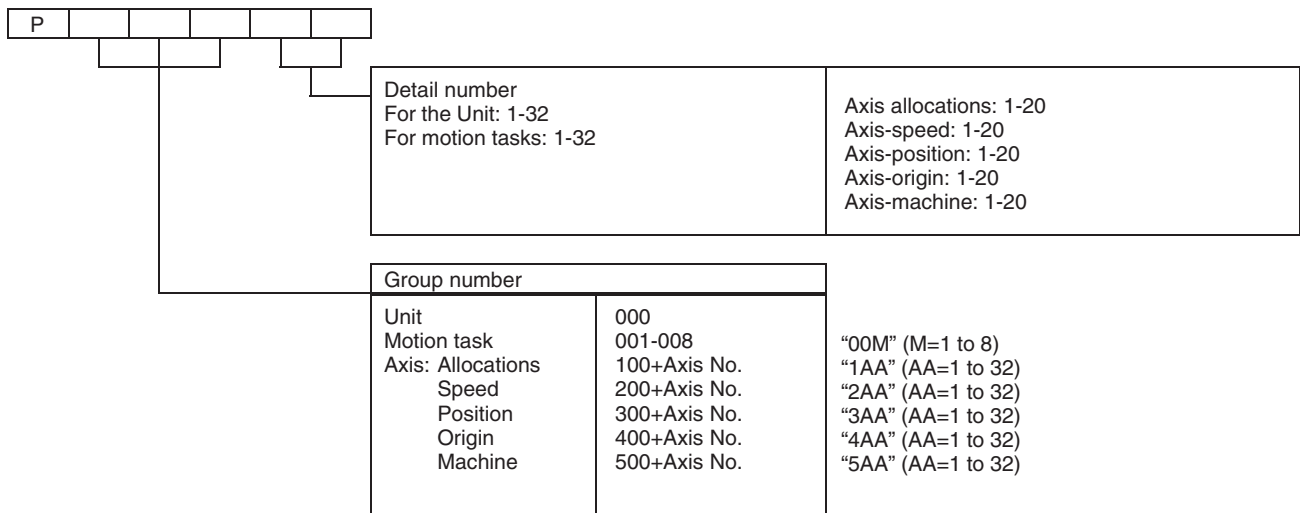 P
Detail number
For the Unit: 1-32
For motion tasks: 1-32
Axis allocations: 1-20
Axis-speed: 1-20
Axis-position: 1-20
Axis-origin: 1-20
Axis-machine: 1-20
Group number
Unit 000
Motion task 001-008 “00M” (M=1 to 8)
Axis: Allocations 100+Axis No. “1AA” (AA=1 to 32)
Speed 200+Axis No. “2AA” (AA=1 to 32)
Position 300+Axis No. “3AA” (AA=1 to 32)
Origin 400+Axis No. “4AA” (AA=1 to 32)
Machine 500+Axis No. “5AA” (AA=1 to 32)